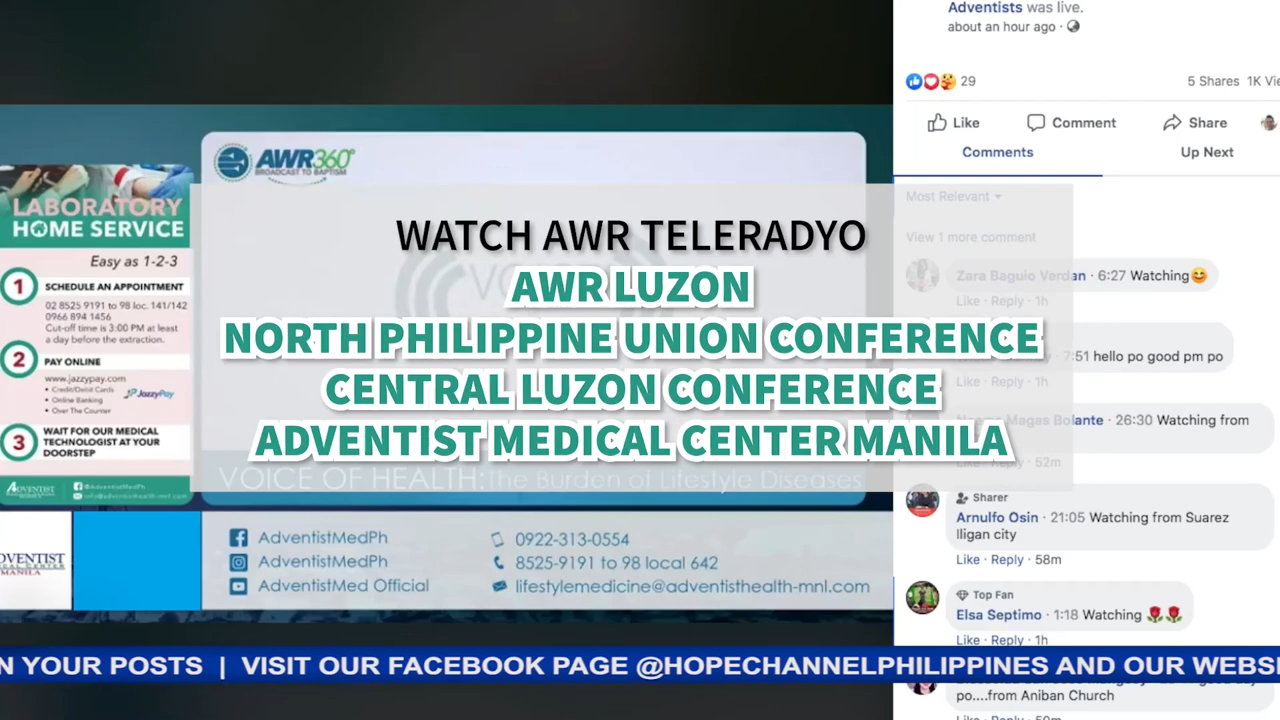 Adventists was live.
about an hour ago
29
5 Shares 1K
Like Comment Share
Comments Up Next
Most Relevant
View 1 more comment
Zara Baguio Verdan · 6:27 Watching😊
Like · Reply · 1h
7:51 hello po good pm po
Like · Reply · 1h
Magas Bolante · 26:30 Watching from
Reply · 52m
Sharer
Arnulfo Osin · 21:05 Watching from Suarez
Iligan city
Like · Reply · 58m
Top Fan
Elsa Septimo · 1:18 Watching 🌹🌹
Like · Reply · 1h
po....from Aniban Church
AWR360°
BROADCAST TO BAPTISM
LABORATORY
HOME SERVICE
Easy as 1-2-3
1 SCHEDULE AN APPOINTMENT
02 8525 9191 to 98 loc. 141/142
0966 894 1456
Cut-off time is 3:00 PM at least
a day before the extraction.
2 PAY ONLINE
www.jazzypay.com
• Credit/Debit Cards
• Online Banking
• Over The Counter
JazzyPay
3 WAIT FOR OUR MEDICAL
TECHNOLOGIST AT YOUR
DOORSTEP
ADVENTIST
@AdventistMedPh
info@adventisthealth-mnl.com
WATCH AWR TELERADYO
AWR LUZON
NORTH PHILIPPINE UNION CONFERENCE
CENTRAL LUZON CONFERENCE
ADVENTIST MEDICAL CENTER MANILA
VOICE OF HEALTH: The Burden of Lifestyle Diseases
DVENTIST
MANILA
AdventistMedPh
AdventistMedPh
AdventistMed Official
0922-313-0554
8525-9191 to 98 local 642
lifestylemedicine@adventisthealth-mnl.com
N YOUR POSTS | VISIT OUR FACEBOOK PAGE @HOPECHANNELPHILIPPINES AND OUR WEBSI